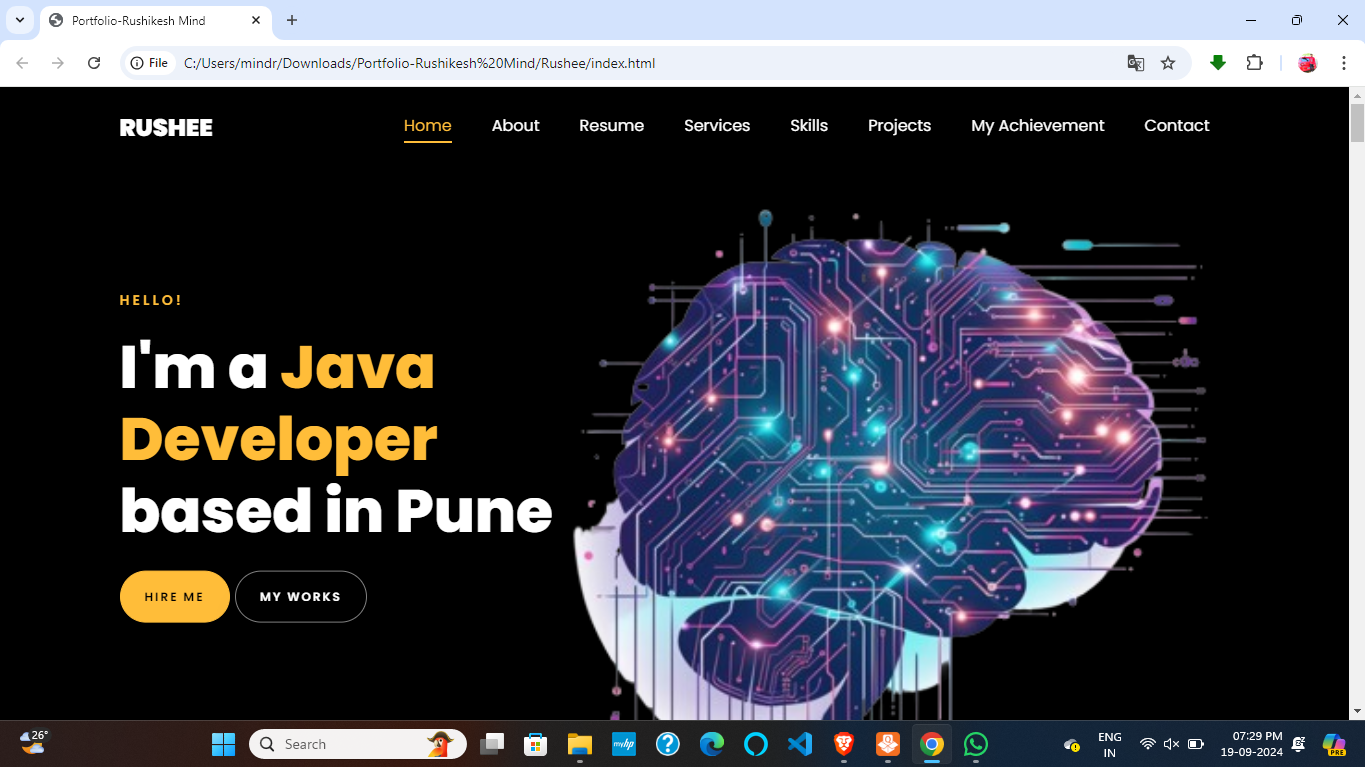 Portfolio-Rushikesh Mind
File
C:/Users/mindr/Downloads/Portfolio-Rushikesh%20Mind/Rushee/index.html
RUSHEE
Home About Resume Services Skills Projects My Achievement Contact
HELLO!
I'm a Java
Developer
based in Pune
HIRE ME MY WORKS
26°
Search
myhp
ENG
IN
07:29 PM
19-09-2024
PRE